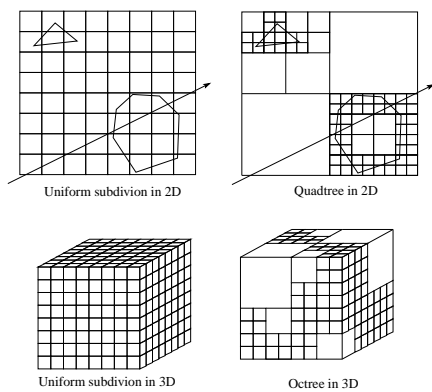 Uniform subdivion in 2D
Quadtree in 2D
Uniform subdivion in 3D
Octree in 3D